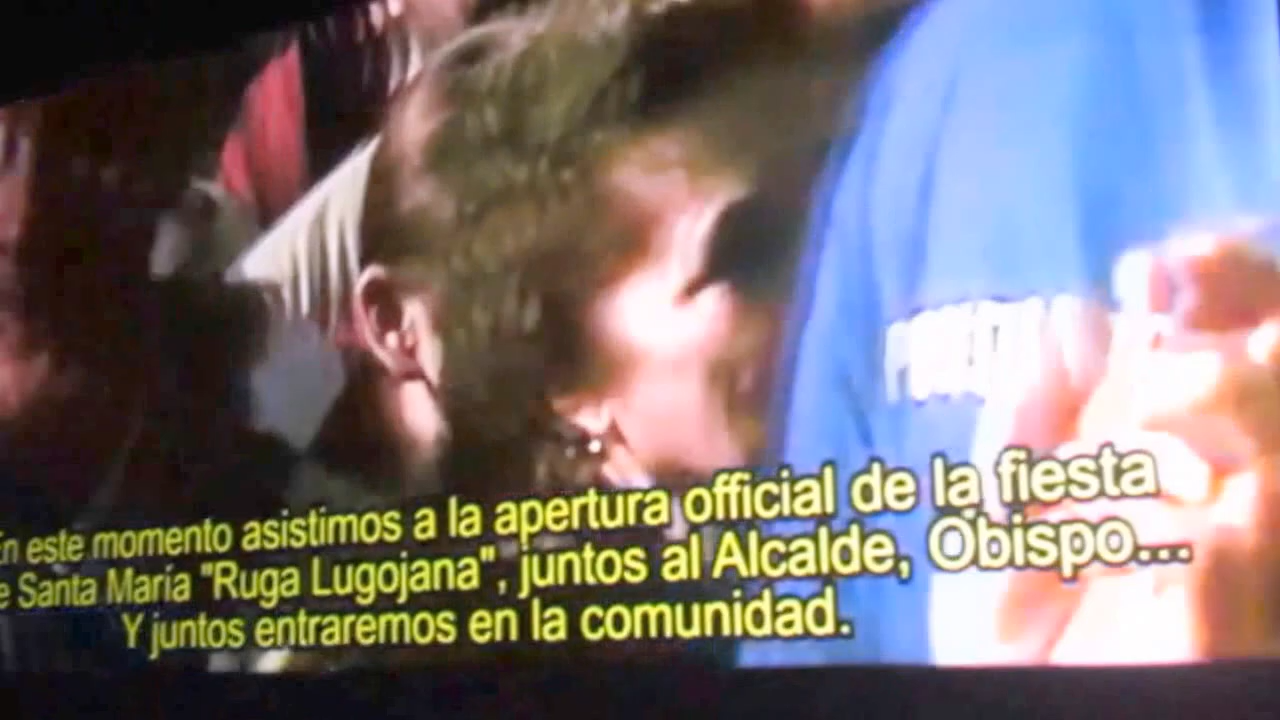 En este momento asistimos a la apertura official de la fiesta
Santa María "Ruga Lugojana", juntos al Alcalde, Obispo...
Y juntos entraremos en la comunidad.